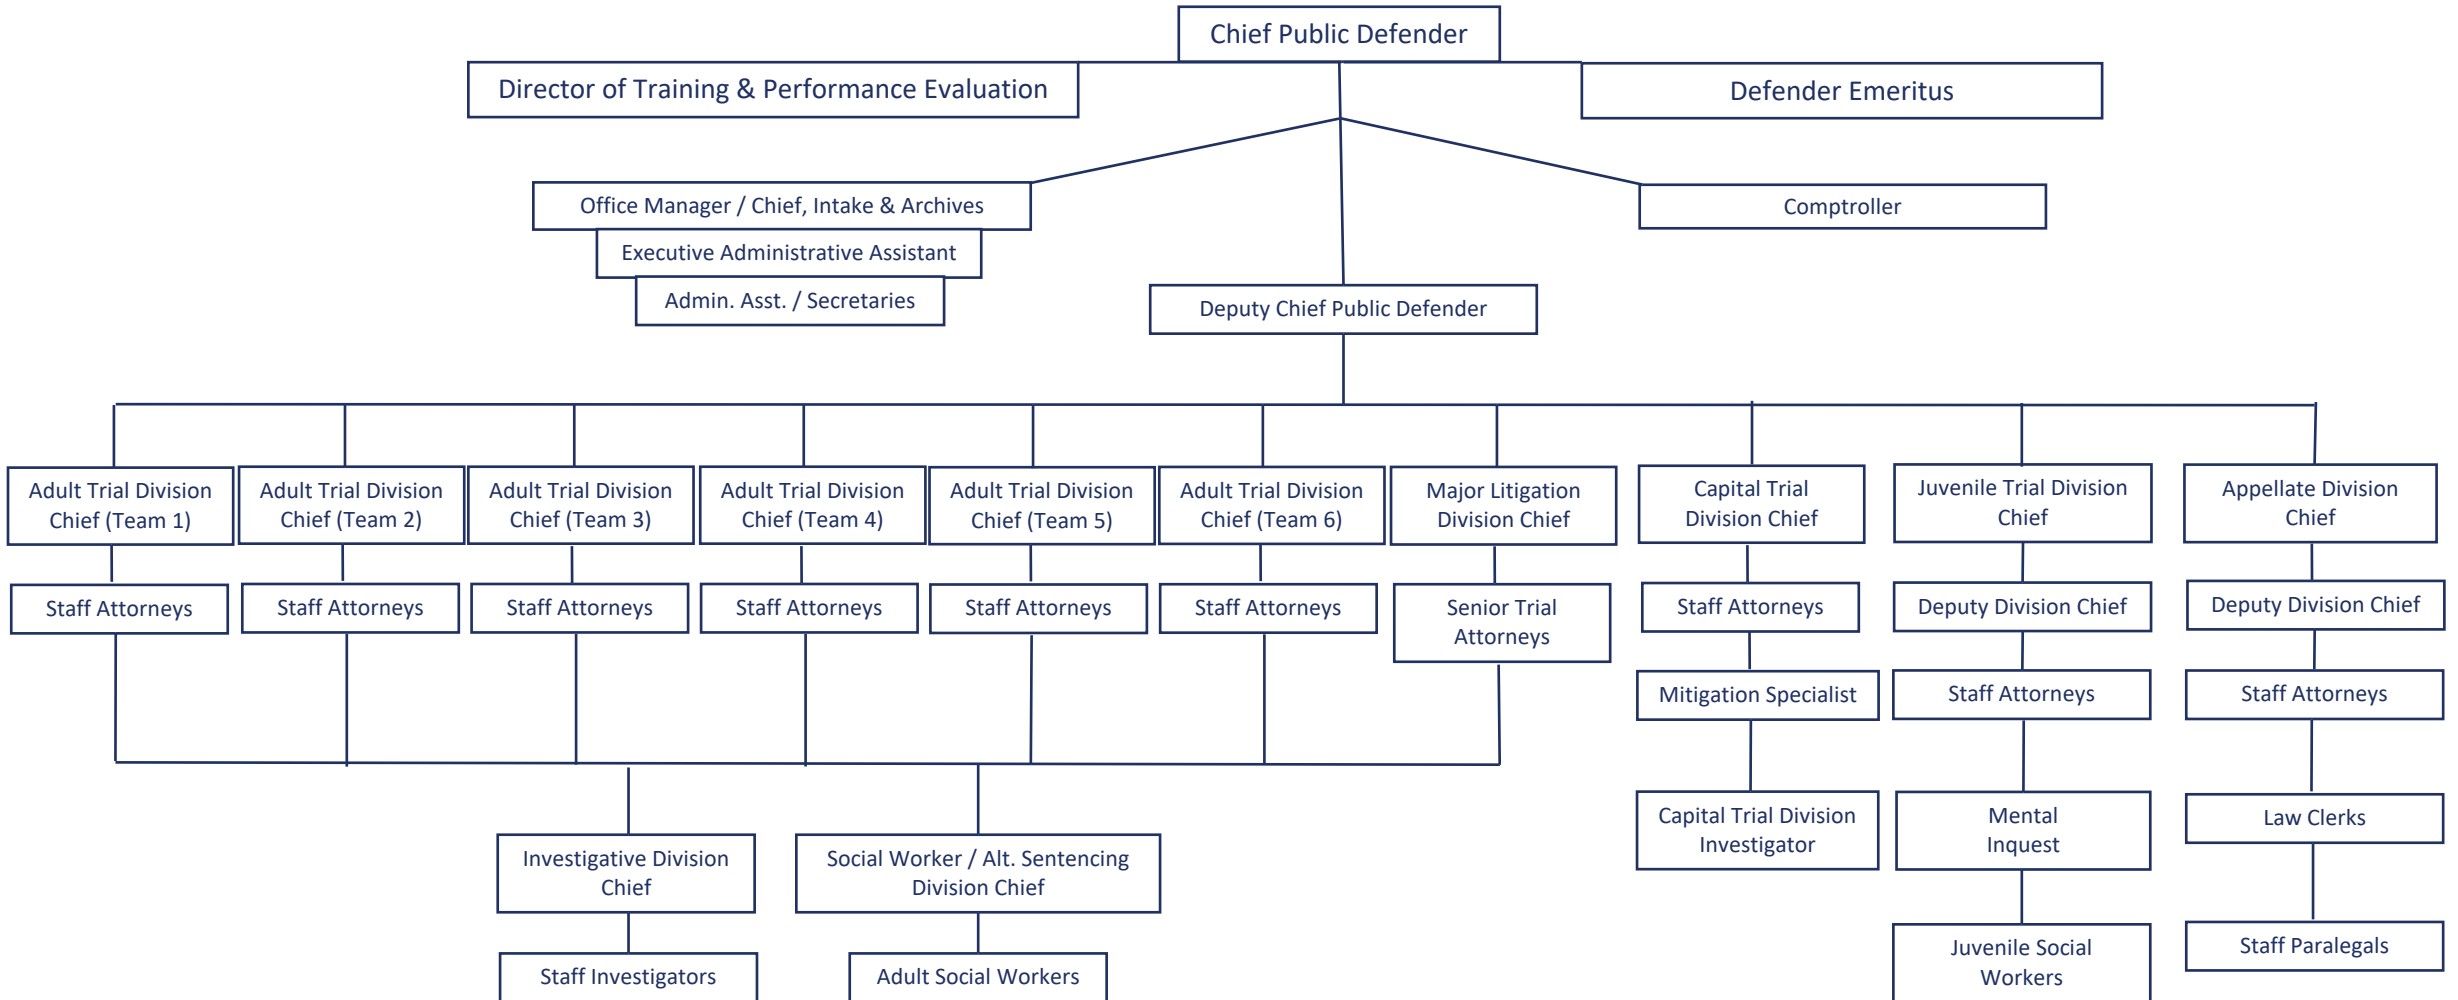 Chief Public Defender
Director of Training & Performance Evaluation
Defender Emeritus
Office Manager / Chief, Intake & Archives
Comptroller
Executive Administrative Assistant
Admin. Asst. / Secretaries
Deputy Chief Public Defender
Adult Trial Division
Chief (Team 1)
Adult Trial Division
Chief (Team 2)
Adult Trial Division
Chief (Team 3)
Adult Trial Division
Chief (Team 4)
Adult Trial Division
Chief (Team 5)
Adult Trial Division
Chief (Team 6)
Major Litigation
Division Chief
Capital Trial
Division Chief
Juvenile Trial Division
Chief
Appellate Division
Chief
Staff Attorneys
Staff Attorneys
Staff Attorneys
Staff Attorneys
Staff Attorneys
Staff Attorneys
Senior Trial
Attorneys
Staff Attorneys
Deputy Division Chief
Deputy Division Chief
Mitigation Specialist
Staff Attorneys
Staff Attorneys
Capital Trial Division
Investigator
Mental
Inquest
Law Clerks
Investigative Division
Chief
Social Worker / Alt. Sentencing
Division Chief
Staff Investigators
Adult Social Workers
Juvenile Social
Workers
Staff Paralegals